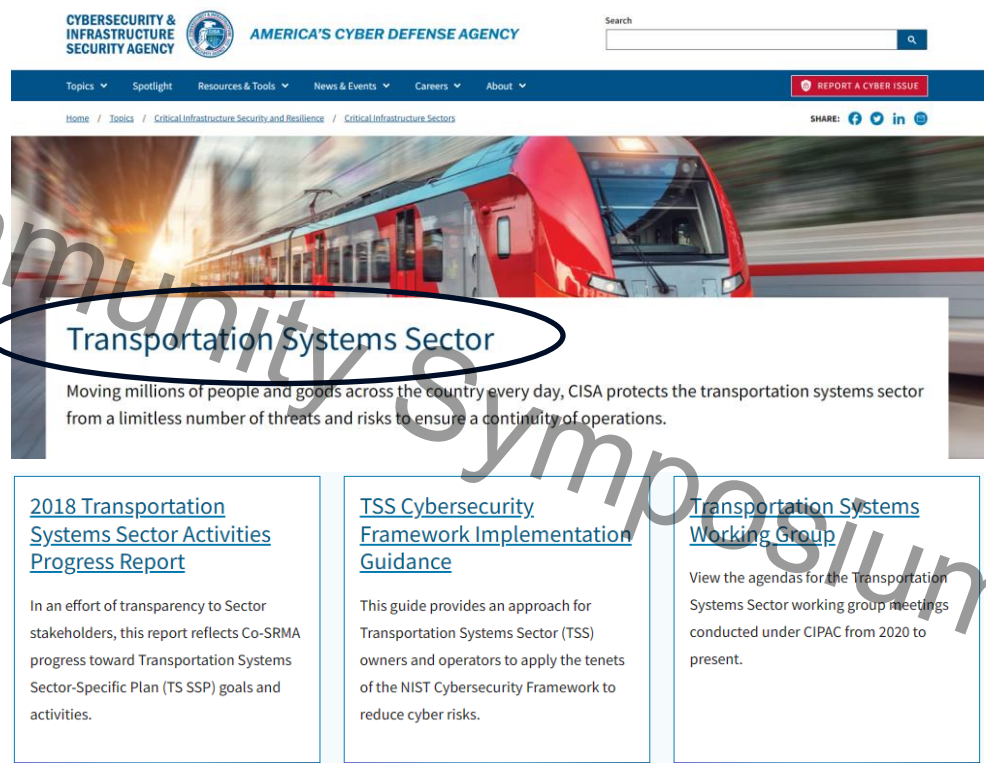 CYBERSECURITY &
INFRASTRUCTURE
SECURITY AGENCY
AMERICA'S CYBER DEFENSE AGENCY
Search
Topics
Spotlight
Resources & Tools
News & Events
Careers
About
REPORT A CYBER ISSUE
Home / Topics / Critical Infrastructure Security and Resilience / Critical Infrastructure Sectors
SHARE:
Transportation Systems Sector
Moving millions of people and goods across the country every day, CISA protects the transportation systems sector
from a limitless number of threats and risks to ensure a continuity of operations.
2018 Transportation
Systems Sector Activities
Progress Report
In an effort of transparency to Sector
stakeholders, this report reflects Co-SRMA
progress toward Transportation Systems
Sector-Specific Plan (TS SSP) goals and
activities.
TSS Cybersecurity
Framework Implementation
Guidance
This guide provides an approach for
Transportation Systems Sector (TSS)
owners and operators to apply the tenets
of the NIST Cybersecurity Framework to
reduce cyber risks.
Transportation Systems
Working Group
View the agendas for the Transportation
Systems Sector working group meetings
conducted under CIPAC from 2020 to
present.
mmunity Symposium